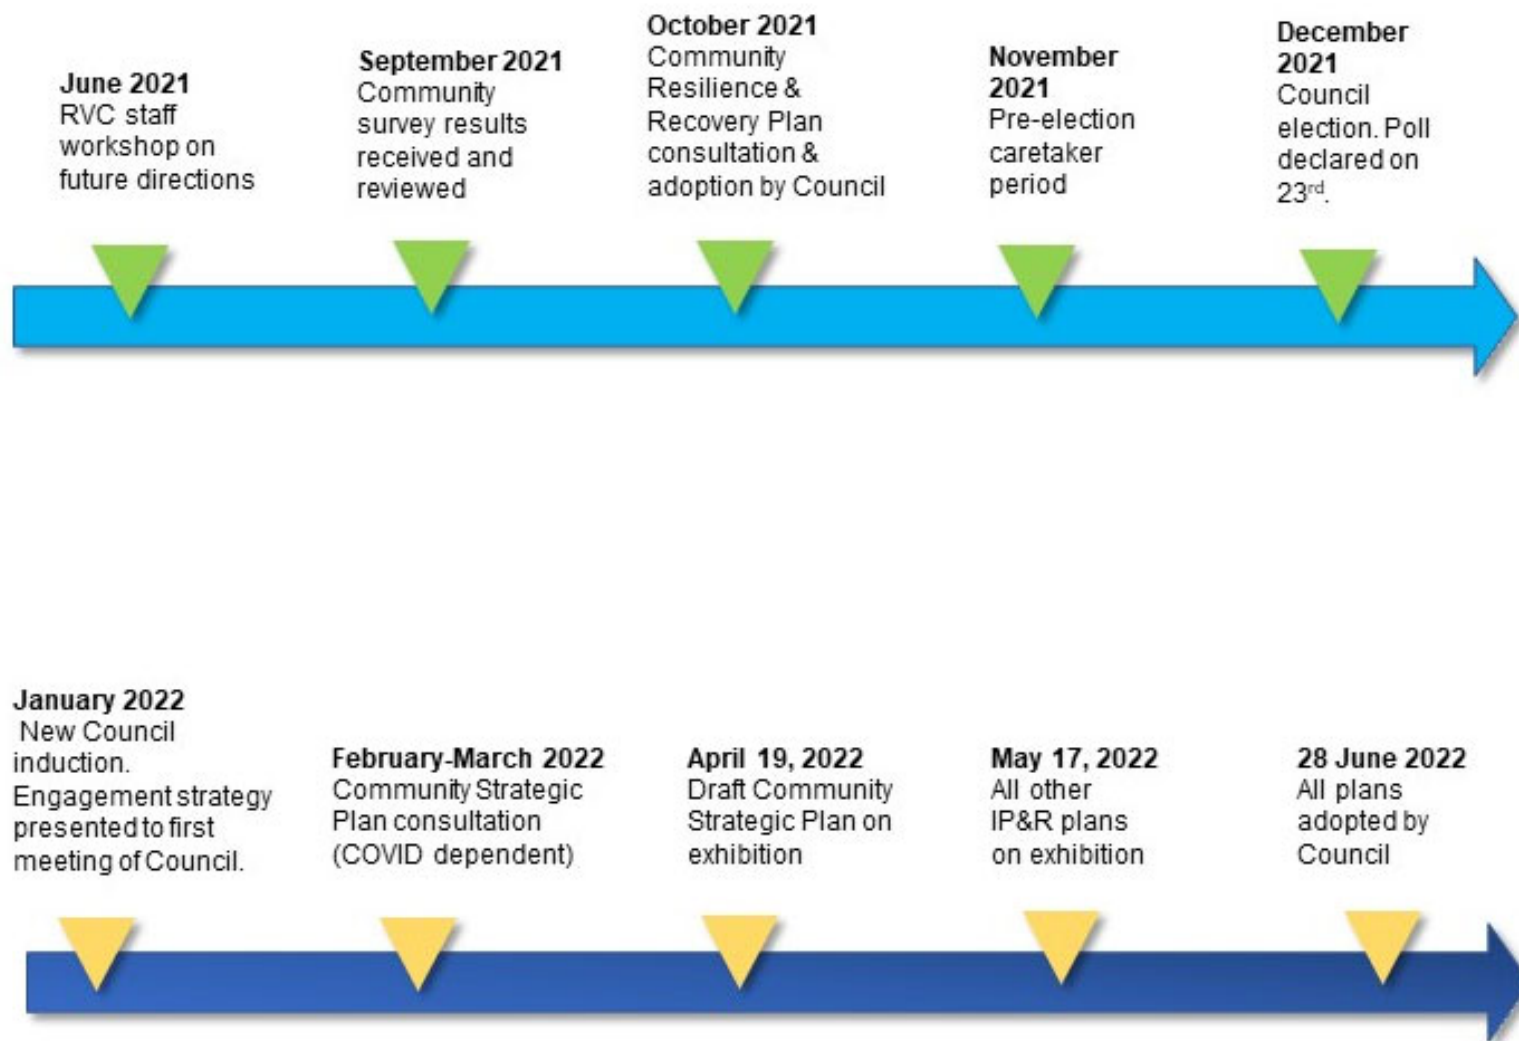 June 2021
RVC staff
workshop on
future directions
September 2021
Community
survey results
received and
reviewed
October 2021
Community
Resilience &
Recovery Plan
consultation &
adoption by Council
November
2021
Pre-election
caretaker
period
December
2021
Council
election. Poll
declared on
23rd.
January 2022
New Council
induction.
Engagement strategy
presented to first
meeting of Council.
February-March 2022
Community Strategic
Plan consultation
(COVID dependent)
April 19, 2022
Draft Community
Strategic Plan on
exhibition
May 17, 2022
All other
IP&R plans
on exhibition
28 June 2022
All plans
adopted by
Council